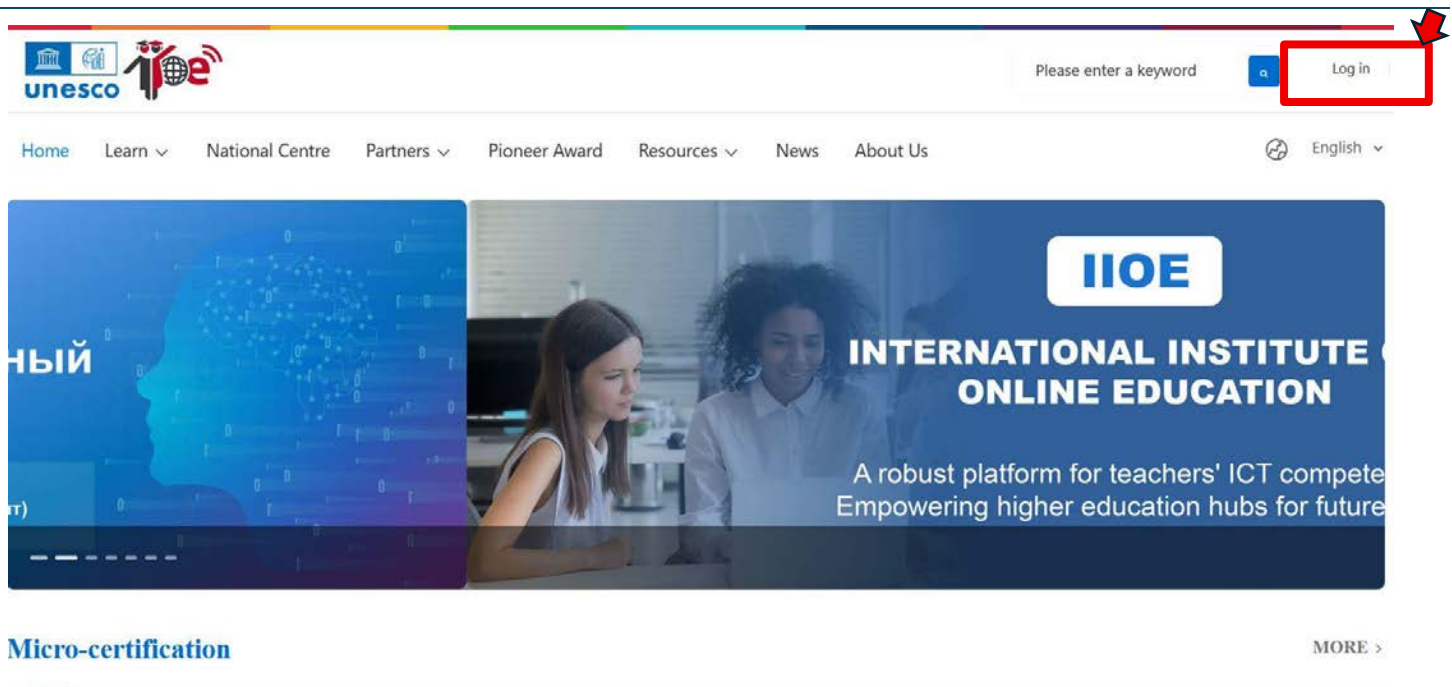 unesco
iioe
Please enter a keyword
Log in
Home Learn National Centre Partners Pioneer Award Resources News About Us English
ный
IIOE
INTERNATIONAL INSTITUTE
ONLINE EDUCATION
A robust platform for teachers' ICT compete
Empowering higher education hubs for future
т)
Micro-certification
MORE >